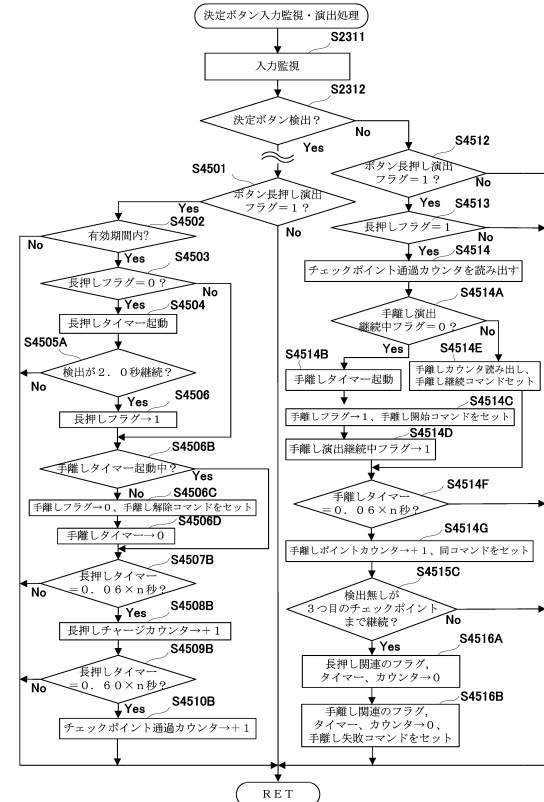 決定ボタン入力監視・演出処理
S2311
入力監視
S2312
決定ボタン検出？
No
Yes
S4512
ボタン長押し演出
フラグ＝１？
No
Yes
S4501
ボタン長押し演出
フラグ＝１？
Yes
No
S4502
有効期間内？
No
Yes
S4503
長押しフラグ＝０？
No
Yes
S4504
長押しタイマー起動
S4505A
検出が２．０秒継続？
No
Yes
S4506
長押しフラグ→1
S4506B
手離しタイマー起動中？
Yes
No
S4506C
手離しフラグ→0、手離し解除コマンドをセット
S4506D
手離しタイマー→0
S4507B
長押しタイマー
＝０．０６×ｎ秒？
No
Yes
S4508B
長押しチャージカウンタ→＋1
S4509B
長押しタイマー
＝０．６０×ｎ秒？
No
Yes
S4510B
チェックポイント通過カウンタ→＋1
S4513
長押フラグ＝1
No
Yes
S4514
チェックポイント通過カウンタを読み出す
S4514A
手離し演出
継続中フラグ＝0？
No
Yes
S4514B
手離しタイマー起動
S4514E
手離しカウンタ読み出し、
手離し継続コマンドセット
S4514C
手離しフラグ→1、手離し開始コマンドをセット
S4514D
手離し演出継続中フラグ→1
S4514F
手離しタイマー
＝０．０６×ｎ秒？
S4514G
手離しポイントカウンタ→＋1、同コマンドをセット
S4515C
検出無しが
３つ目のチェックポイント
まで継続？
No
Yes
S4516A
長押し関連のフラグ，
タイマー、カウンタ→0
S4516B
手離し関連のフラグ，
タイマー、カウンタ→0、
手離し失敗コマンドをセット
RET